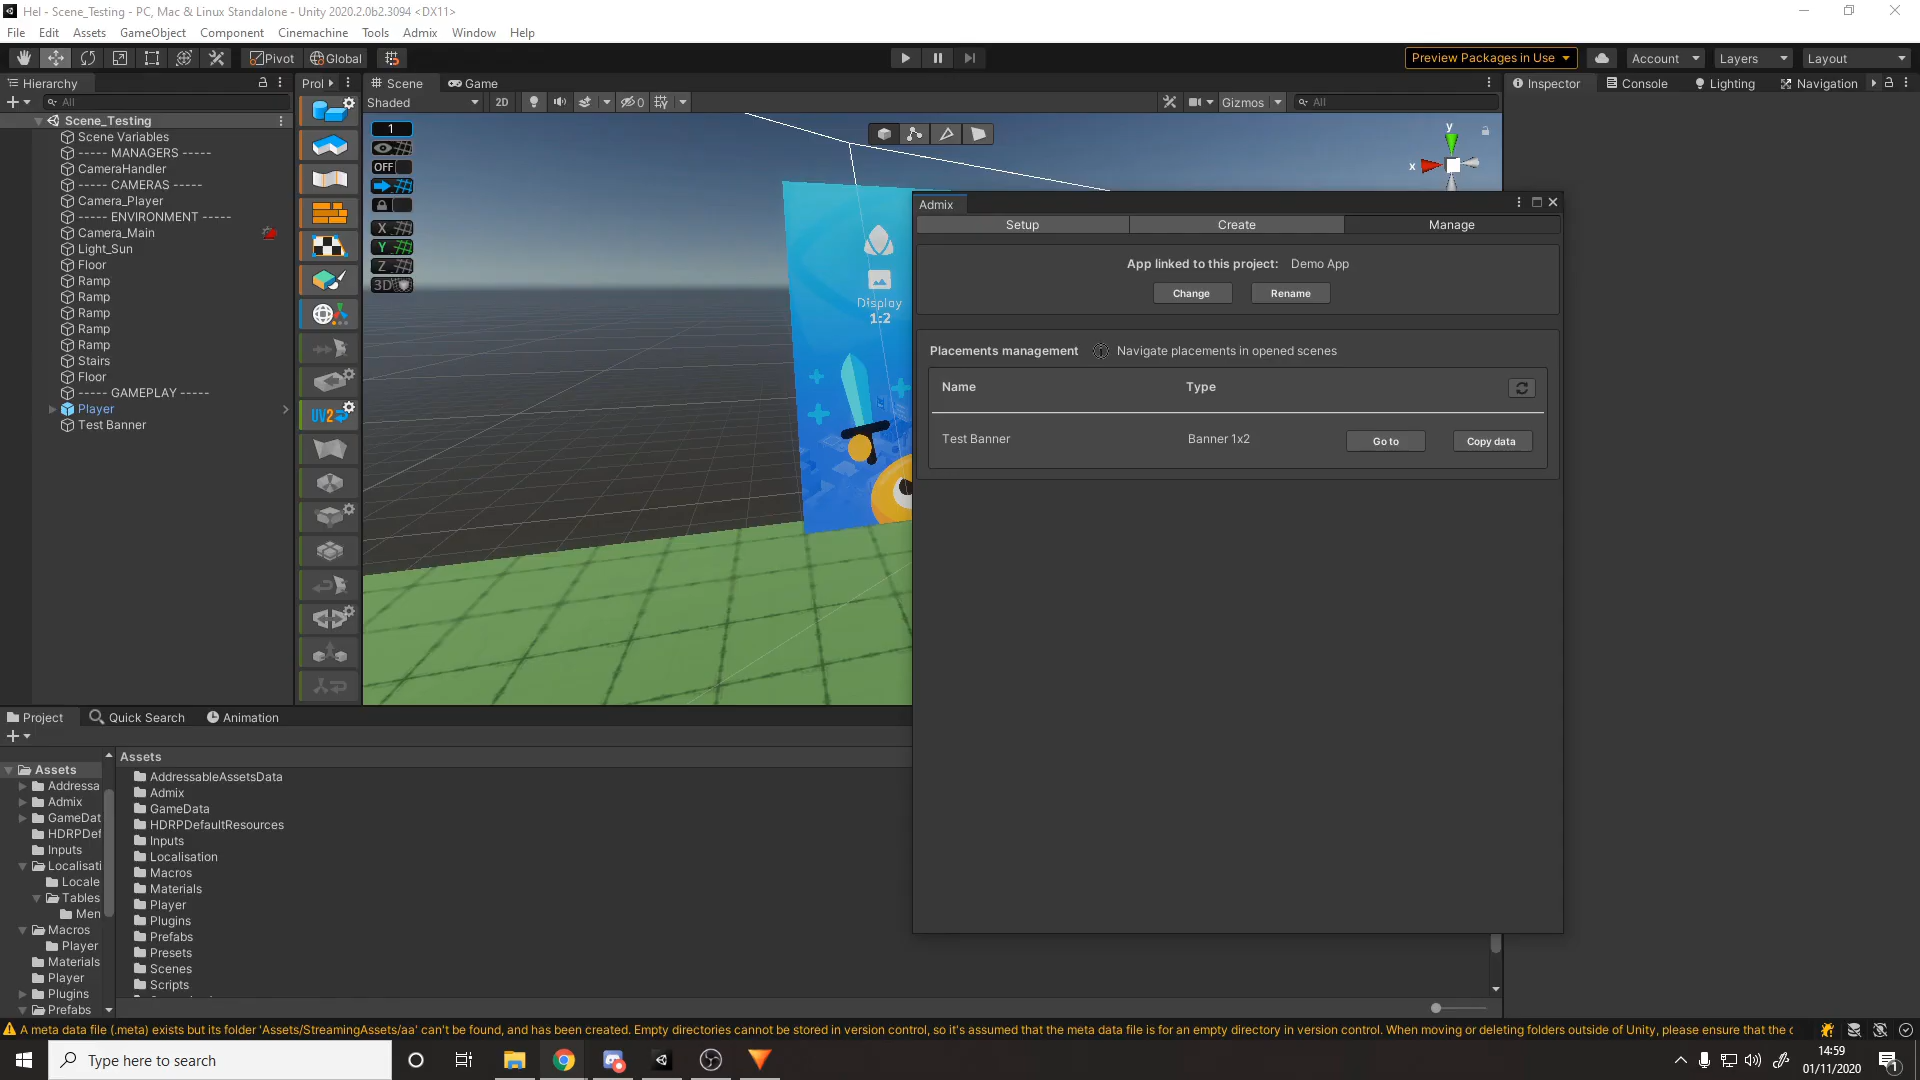 Hel - Scene_Testing - PC, Mac & Linux Standalone - Unity 2020.2.0b2.3094 <DX11>
File Edit Assets GameObject Component Cinemachine Tools Admix Window Help
Pivot Global
Preview Packages in Use
Account Layers Layout
Hierarchy
All
Scene_Testing
Scene Variables
----- MANAGERS -----
CameraHandler
----- CAMERAS -----
Camera_Player
----- ENVIRONMENT -----
Camera_Main
Light_Sun
Floor
Ramp
Ramp
Ramp
Ramp
Ramp
Stairs
Floor
----- GAMEPLAY -----
Player
Test Banner
Prol
UV2
Scene Game
Shaded 2D 0 Gizmos All
1
OFF
X
Y
Z
3D
y
x
Display
1:2
Inspector Console Lighting Navigation
Admix
Setup Create Manage
App linked to this project: Demo App
Change Rename
Placements management Navigate placements in opened scenes
Name Type
Test Banner Banner 1x2 Go to Copy data
Project Quick Search Animation
Assets
Addressa
Admix
GameDat
HDRPDef
Inputs
Localisati
Locale
Tables
Men
Macros
Player
Materials
Player
Plugins
Prefabs
Assets
AddressableAssetsData
Admix
GameData
HDRPDefaultResources
Inputs
Localisation
Macros
Materials
Player
Plugins
Prefabs
Presets
Scenes
Scripts
A meta data file (.meta) exists but its folder 'Assets/StreamingAssets/aa' can't be found, and has been created. Empty directories cannot be stored in version control, so it's assumed that the meta data file is for an empty directory in version control. When moving or deleting folders outside of Unity, please ensure that the c
Type here to search
14:59
01/11/2020
1